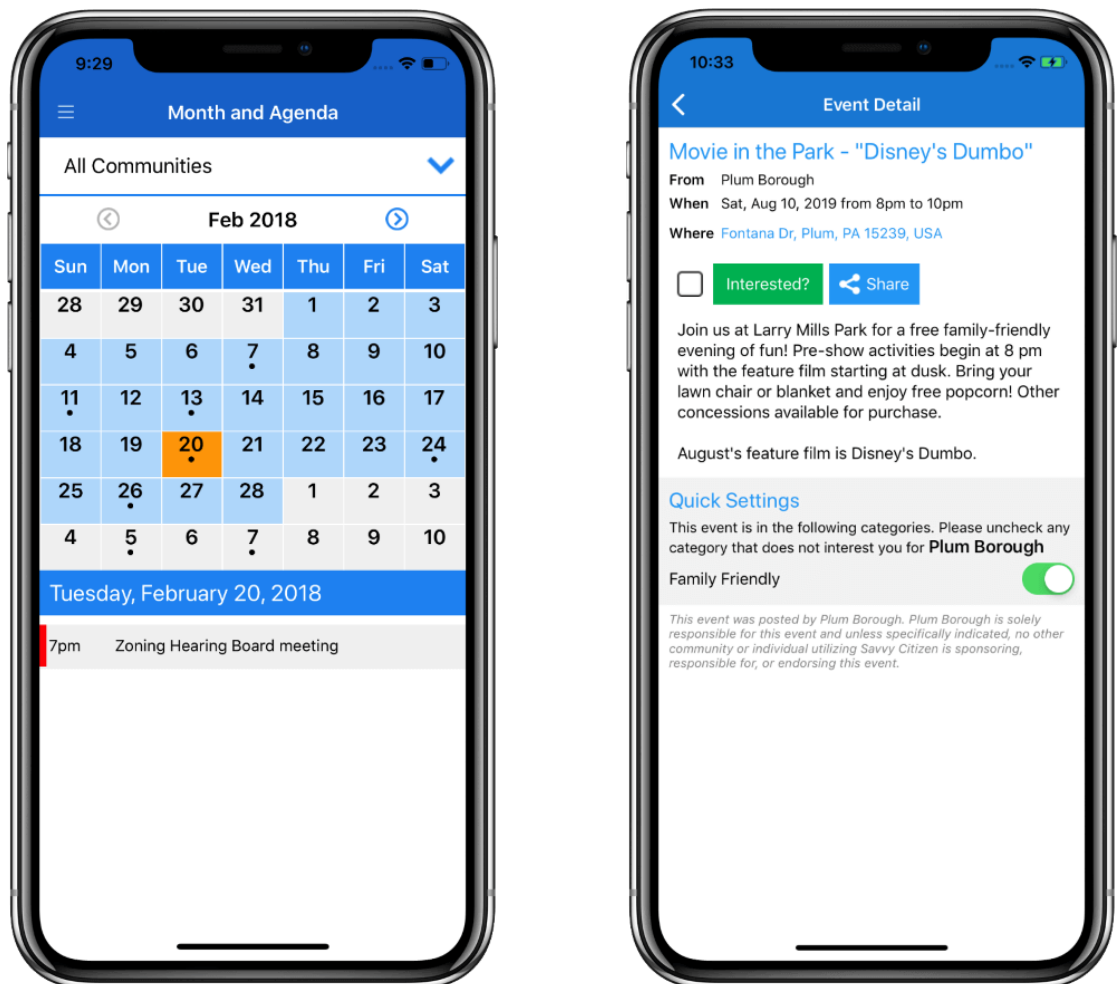 9:29
Month and Agenda
All Communities
Feb 2018
Sun Mon Tue Wed Thu Fri Sat
28 29 30 31 1 2 3
4 5 6 7 8 9 10
11 12 13 14 15 16 17
18 19 20 21 22 23 24
25 26 27 28 1 2 3
4 5 6 7 8 9 10
Tuesday, February 20, 2018
7pm Zoning Hearing Board meeting
10:33
Event Detail
Movie in the Park - "Disney's Dumbo"
From Plum Borough
When Sat, Aug 10, 2019 from 8pm to 10pm
Where Fontana Dr, Plum, PA 15239, USA
Interested? Share
Join us at Larry Mills Park for a free family-friendly
evening of fun! Pre-show activities begin at 8 pm
with the feature film starting at dusk. Bring your
lawn chair or blanket and enjoy free popcorn! Other
concessions available for purchase.
August's feature film is Disney's Dumbo.
Quick Settings
This event is in the following categories. Please uncheck any
category that does not interest you for Plum Borough
Family Friendly
This event was posted by Plum Borough. Plum Borough is solely
responsible for this event and unless specifically indicated, no other
community or individual utilizing Savvy Citizen is sponsoring,
responsible for, or endorsing this event.